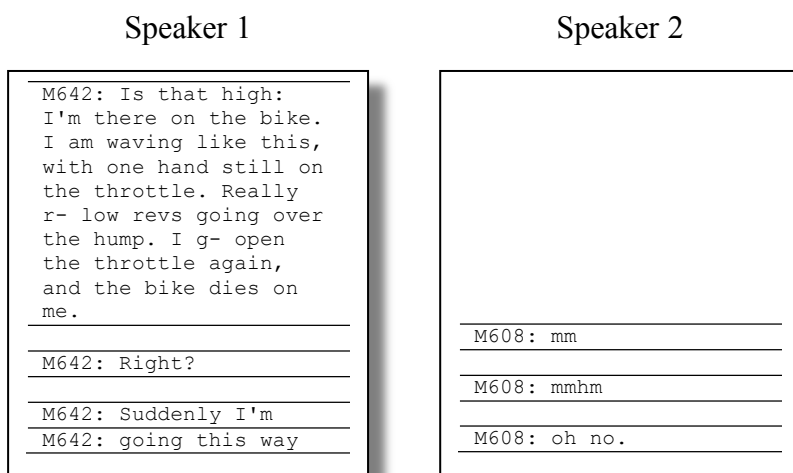 Speaker 1
M642: Is that high:
I'm there on the bike.
I am waving like this,
with one hand still on
the throttle. Really
r- low revs going over
the hump. I g- open
the throttle again,
and the bike dies on
me.
M642: Right?
M642: Suddenly I'm
M642: going this way
Speaker 2
M608: mm
M608: mmhm
M608: oh no.